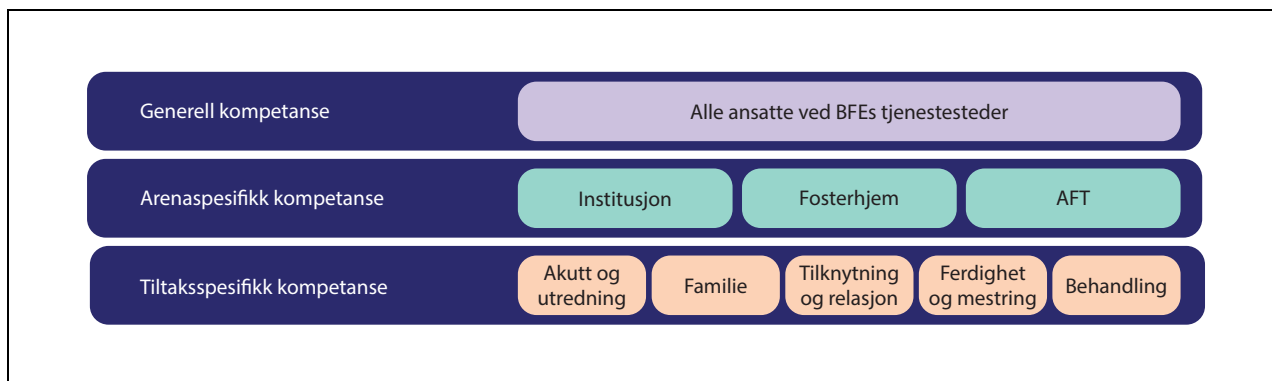 Generell kompetanse
Alle ansatte ved BFEs tjenestesteder
Arenaspesifikk kompetanse
Institusjon
Fosterhjem
AFT
Tiltaksspesifikk kompetanse
Akutt og
utredning
Familie
Tilknytning
og relasjon
Ferdighet
og mestring
Behandling